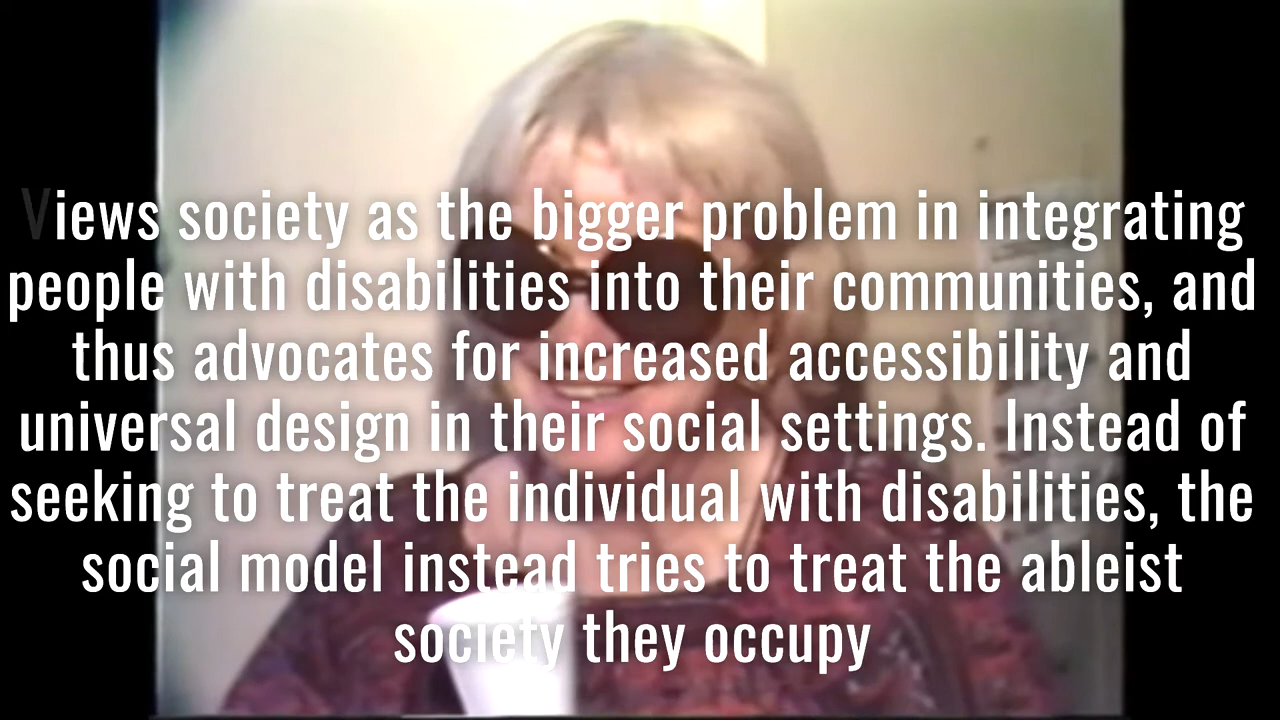 Views society as the bigger problem in integrating
people with disabilities into their communities, and
thus advocates for increased accessibility and
universal design in their social settings. Instead of
seeking to treat the individual with disabilities, the
social model instead tries to treat the ableist
society they occupy